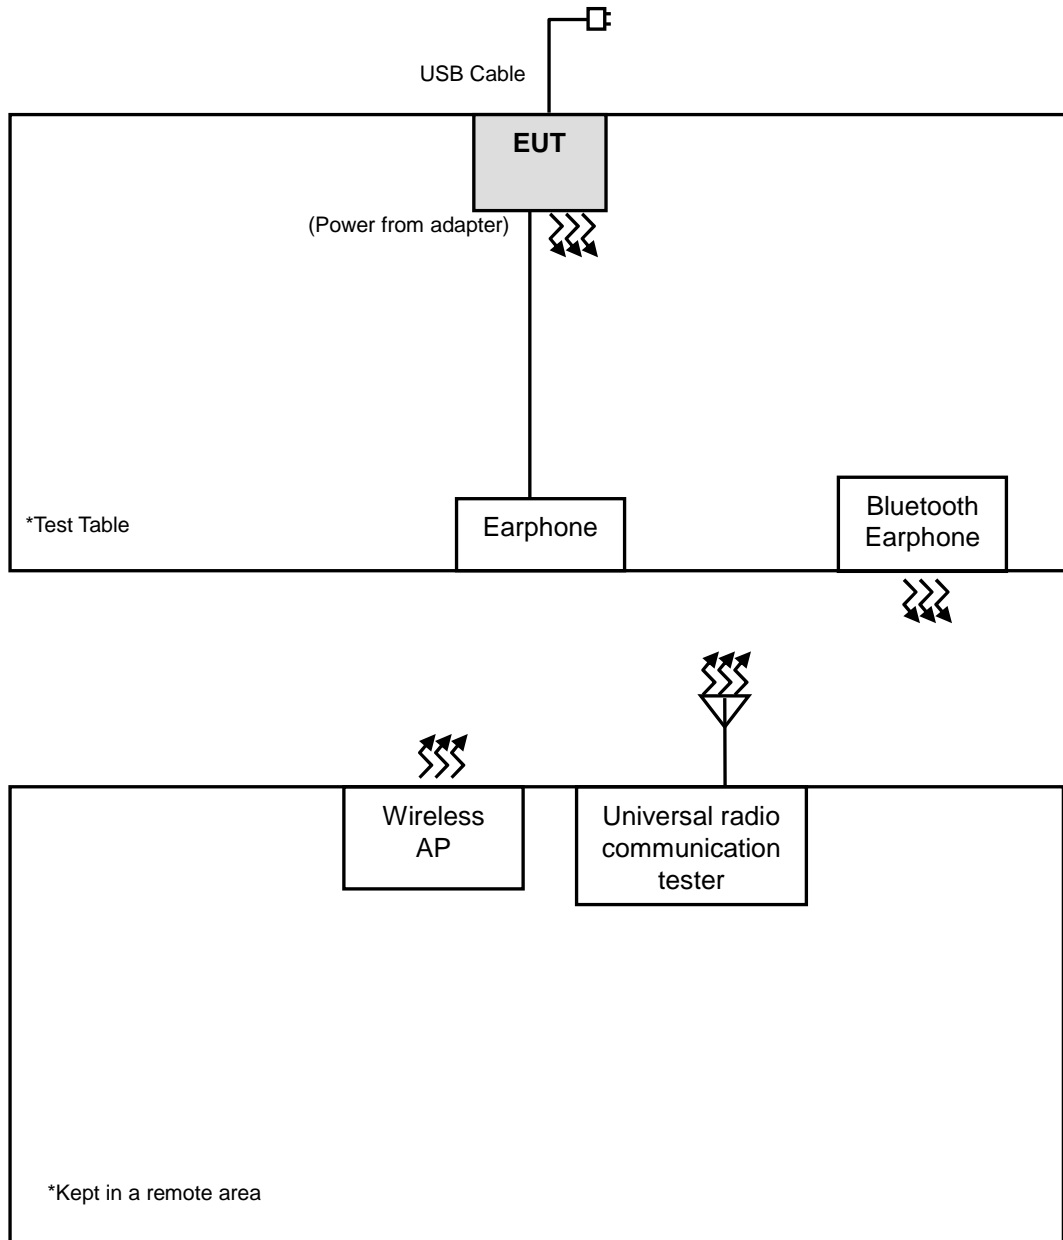 USB Cable
EUT
(Power from adapter)
*Test Table
Earphone
Bluetooth
Earphone
Wireless
AP
Universal radio
communication
tester
*Kept in a remote area